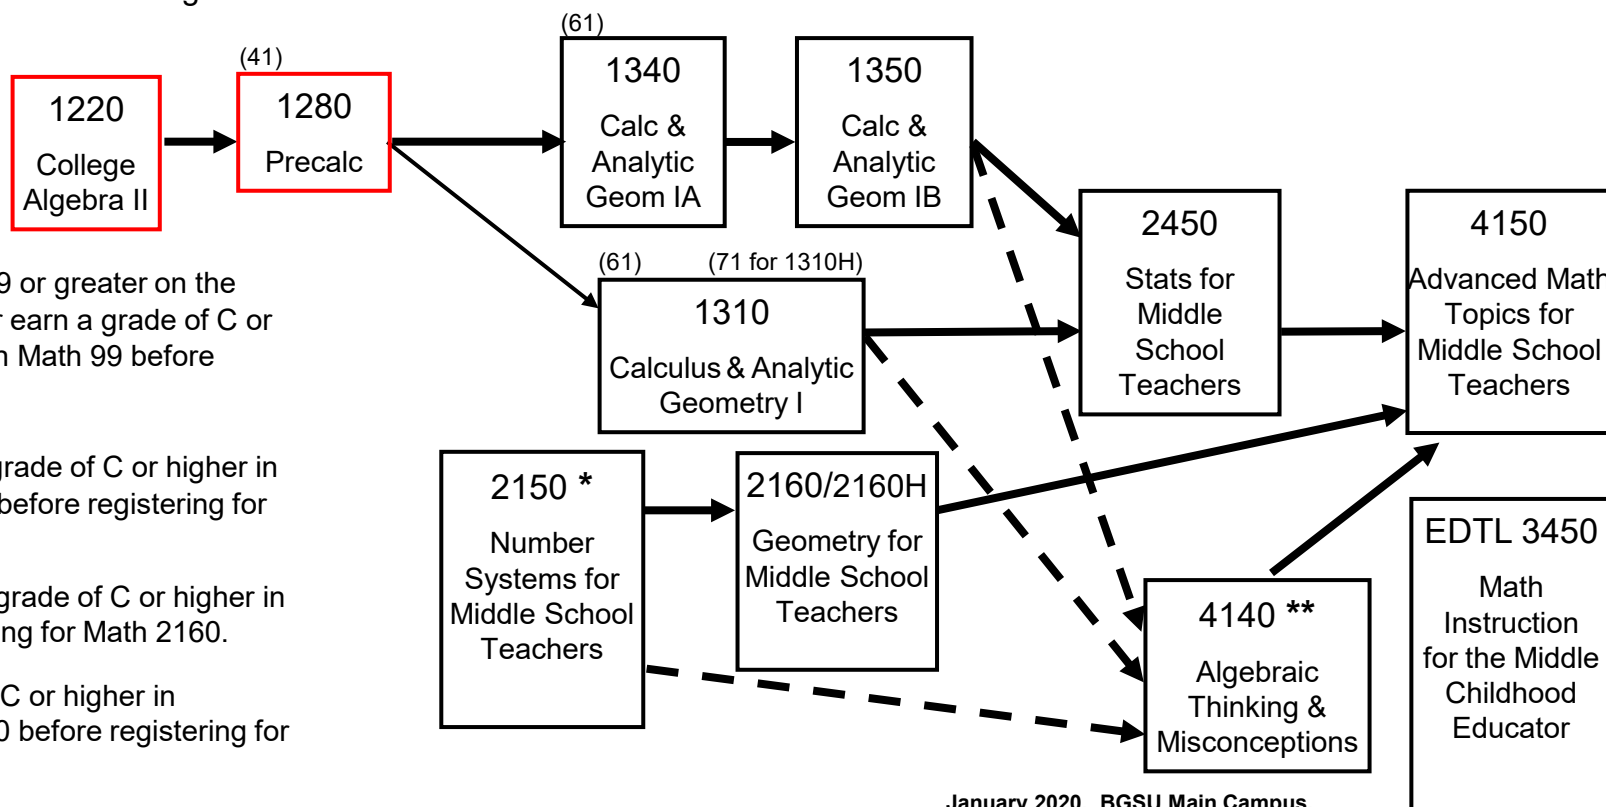 (41)
(61)
1220
College
Algebra II
1280
Precalc
1340
Calc &
Analytic
Geom IA
1350
Calc &
Analytic
Geom IB
(61)
(71 for 1310H)
1310
Calculus & Analytic
Geometry I
2450
Stats for
Middle
School
Teachers
4150
Advanced Math
Topics for
Middle School
Teachers
9 or greater on the
r earn a grade of C or
n Math 99 before
grade of C or higher in
before registering for
grade of C or higher in
ng for Math 2160.
C or higher in
0 before registering for
2150 *
Number
Systems for
Middle School
Teachers
2160/2160H
Geometry for
Middle School
Teachers
4140 **
Algebraic
Thinking &
Misconceptions
EDTL 3450
Math
Instruction
for the Middle
Childhood
Educator
January 2020 BGSU Main Campus